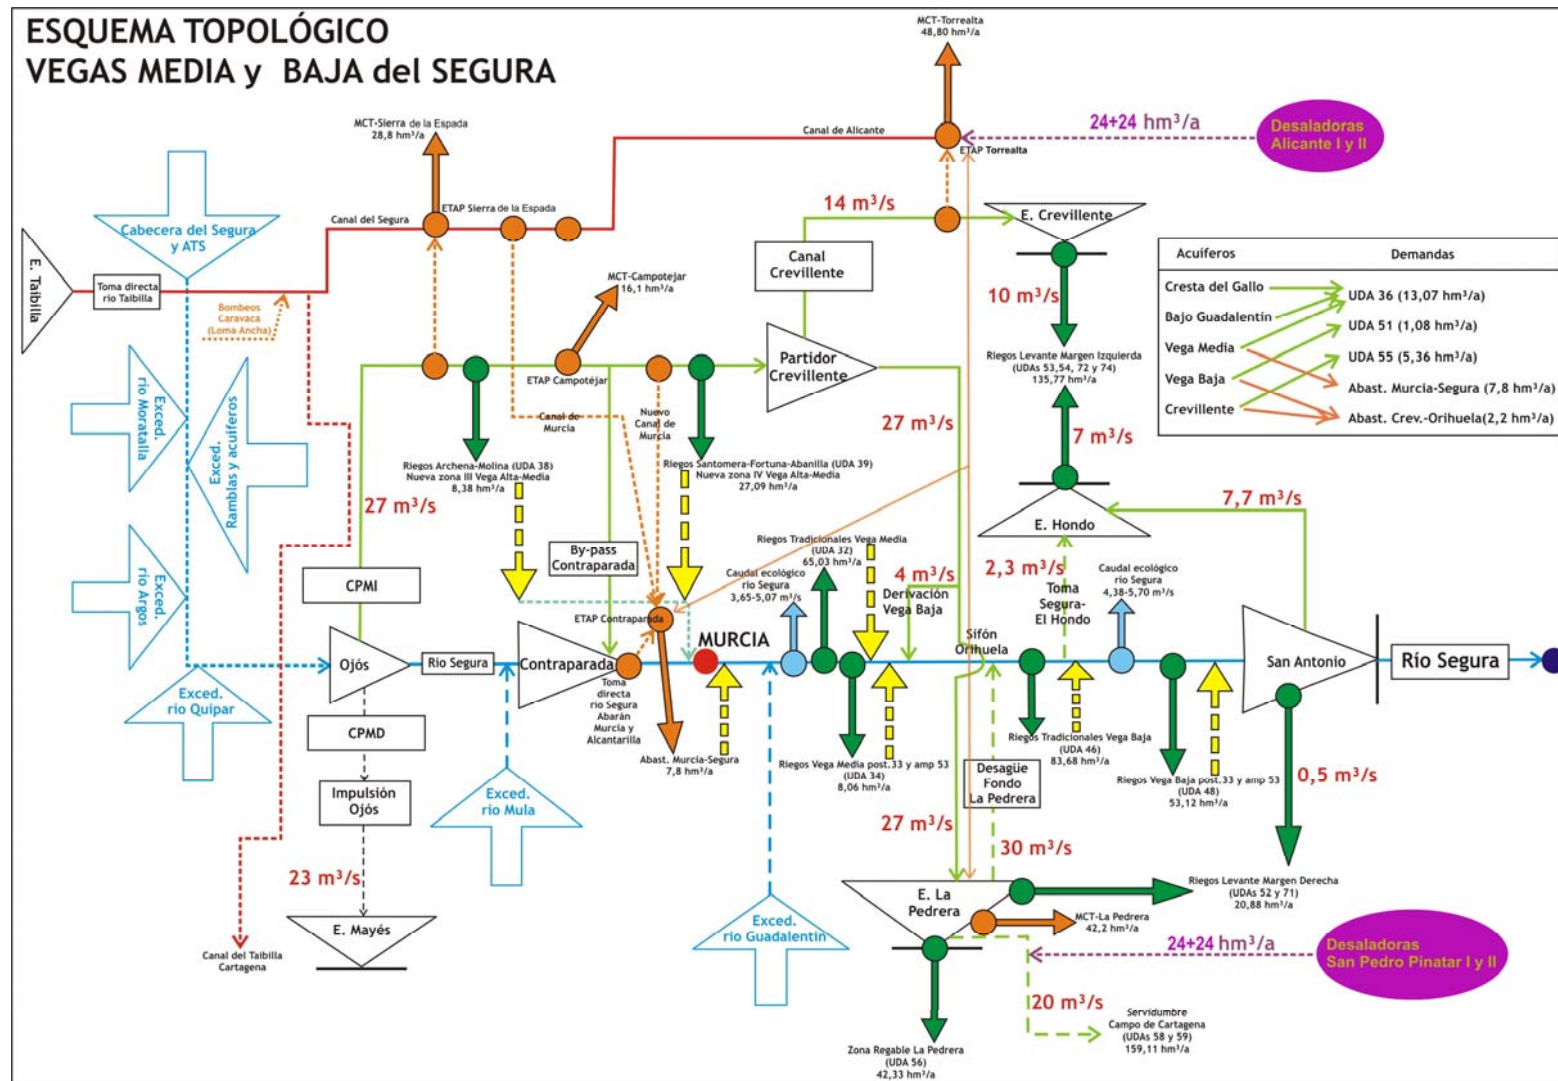 ESQUEMA TOPOLÓGICO
VEGAS MEDIA y BAJA del SEGURA
MCT-Torrealta
48,80 hm³/a
MCT-Sierra de la Espada
28,8 hm³/a
Canal de Alicante
24+24 hm³/a
Desaladoras
Alicante I y II
ETAP Torrealta
Cabecera del Segura
y ATS
Canal del Segura
ETAP Sierra de la Espada
14 m³/s
E. Crevillente
E. Taibilla
Toma directa
río Taibilla
Bombeos
Caravaca
(Loma Ancha)
MCT-Campotejar
16,1 hm³/a
Canal
Crevillente
10 m³/s
Acuíferos
Demandas
Cresta del Gallo
Bajo Guadalentín
Vega Media
Vega Baja
Crevillente
UDA 36 (13,07 hm³/a)
UDA 51 (1,08 hm³/a)
UDA 55 (5,36 hm³/a)
Abast. Murcia-Segura (7,8 hm³/a)
Abast. Crev.-Orihuela(2,2 hm³/a)
Exced.
río Moratalla
Exced.
Ramblas y acuíferos
ETAP Campotéjar
Partidor
Crevillente
Riegos Levante Margen Izquierda
(UDAs 53,54, 72 y 74)
135,77 hm³/a
Canal de
Murcia
Nuevo
Canal de
Murcia
27 m³/s
7 m³/s
Riegos Archena-Molina (UDA 38)
Nueva zona III Vega Alta-Media
8,38 hm³/a
Riegos Santomera-Fortuna-Abanilla (UDA 39)
Nueva zona IV Vega Alta-Media
27,09 hm³/a
27 m³/s
7,7 m³/s
E. Hondo
Exced.
río Argos
CPMI
By-pass
Contraparada
Riegos Tradicionales Vega Media
(UDA 32)
65,03 hm³/a
Caudal ecológico
río Segura
3,65-5,07 m³/s
4 m³/s
Derivación
Vega Baja
2,3 m³/s
Toma
Segura-
El Hondo
Caudal ecológico
río Segura
4,38-5,70 m³/s
ETAP Contraparada
MURCIA
Sifón
Orihuela
Ojós
Río Segura
Contraparada
San Antonio
Río Segura
Exced.
río Quipar
Toma
directa
río Segura
Abarán
Murcia y
Alcantarilla
CPMD
Abast. Murcia-Segura
7,8 hm³/a
Riegos Vega Media post.33 y amp 53
(UDA 34)
8,06 hm³/a
Riegos Tradicionales Vega Baja
(UDA 46)
83,68 hm³/a
Riegos Vega Baja post.33 y amp 53
(UDA 48)
53,12 hm³/a
0,5 m³/s
Desagüe
Fondo
La Pedrera
Impulsión
Ojós
Exced.
río Mula
27 m³/s
30 m³/s
23 m³/s
E. Mayés
Canal del Taibilla
Cartagena
Exced.
río Guadalentín
E. La
Pedrera
Riegos Levante Margen Derecha
(UDAs 52 y 71)
20,88 hm³/a
MCT-La Pedrera
42,2 hm³/a
24+24 hm³/a
Desaladoras
San Pedro Pinatar I y II
20 m³/s
Servidumbre
Campo de Cartagena
(UDAs 58 y 59)
159,11 hm³/a
Zona Regable La Pedrera
(UDA 56)
42,33 hm³/a